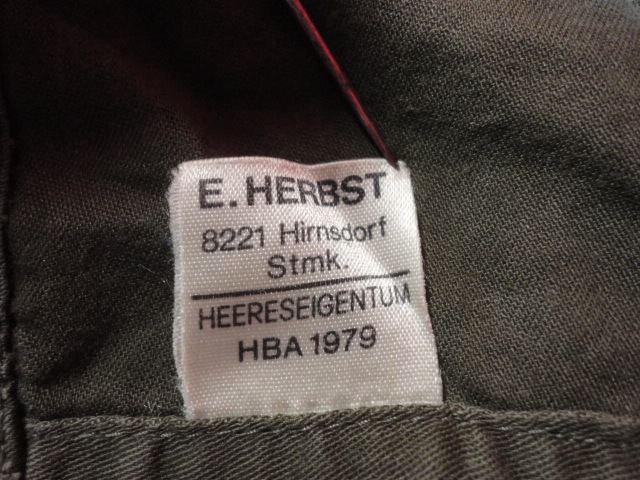 E. HERBST
8221 Hirnsdorf
Stmk.
HEERESEIGENTUM
HBA 1979